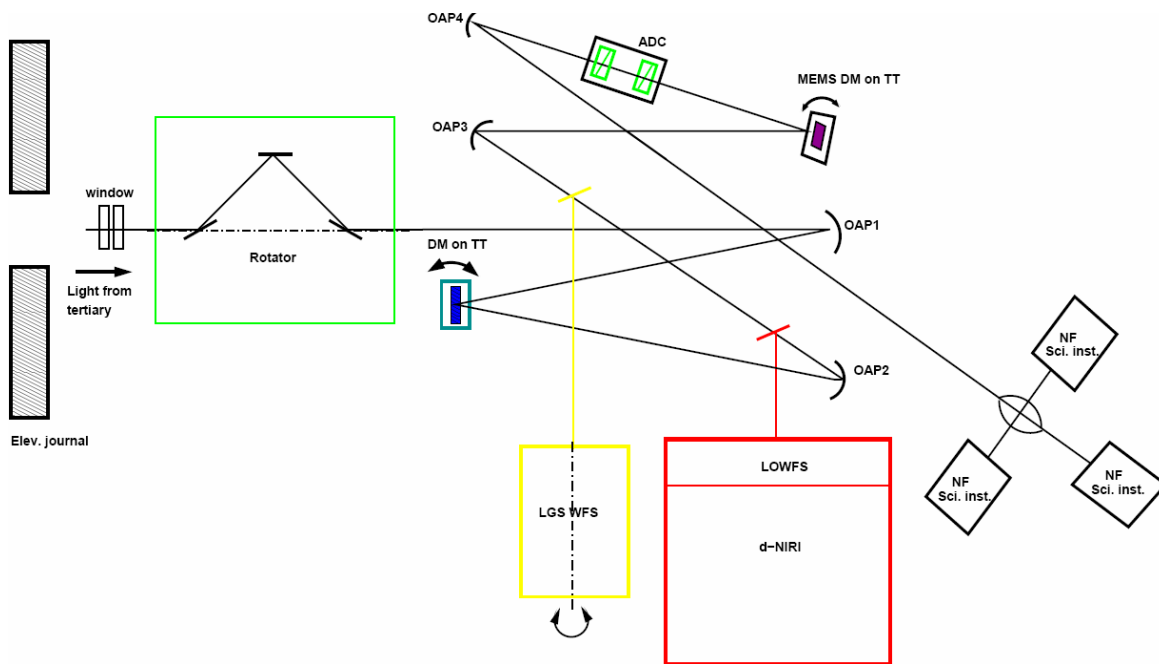 OAP4
ADC
MEMS DM on TT
OAP3
window
OAP1
DM on TT
Rotator
Light from
tertiary
NF
Sci. inst.
OAP2
Elev. journal
LOWFS
NF
Sci. inst.
NF
Sci. inst.
LGS WFS
d−NIRI